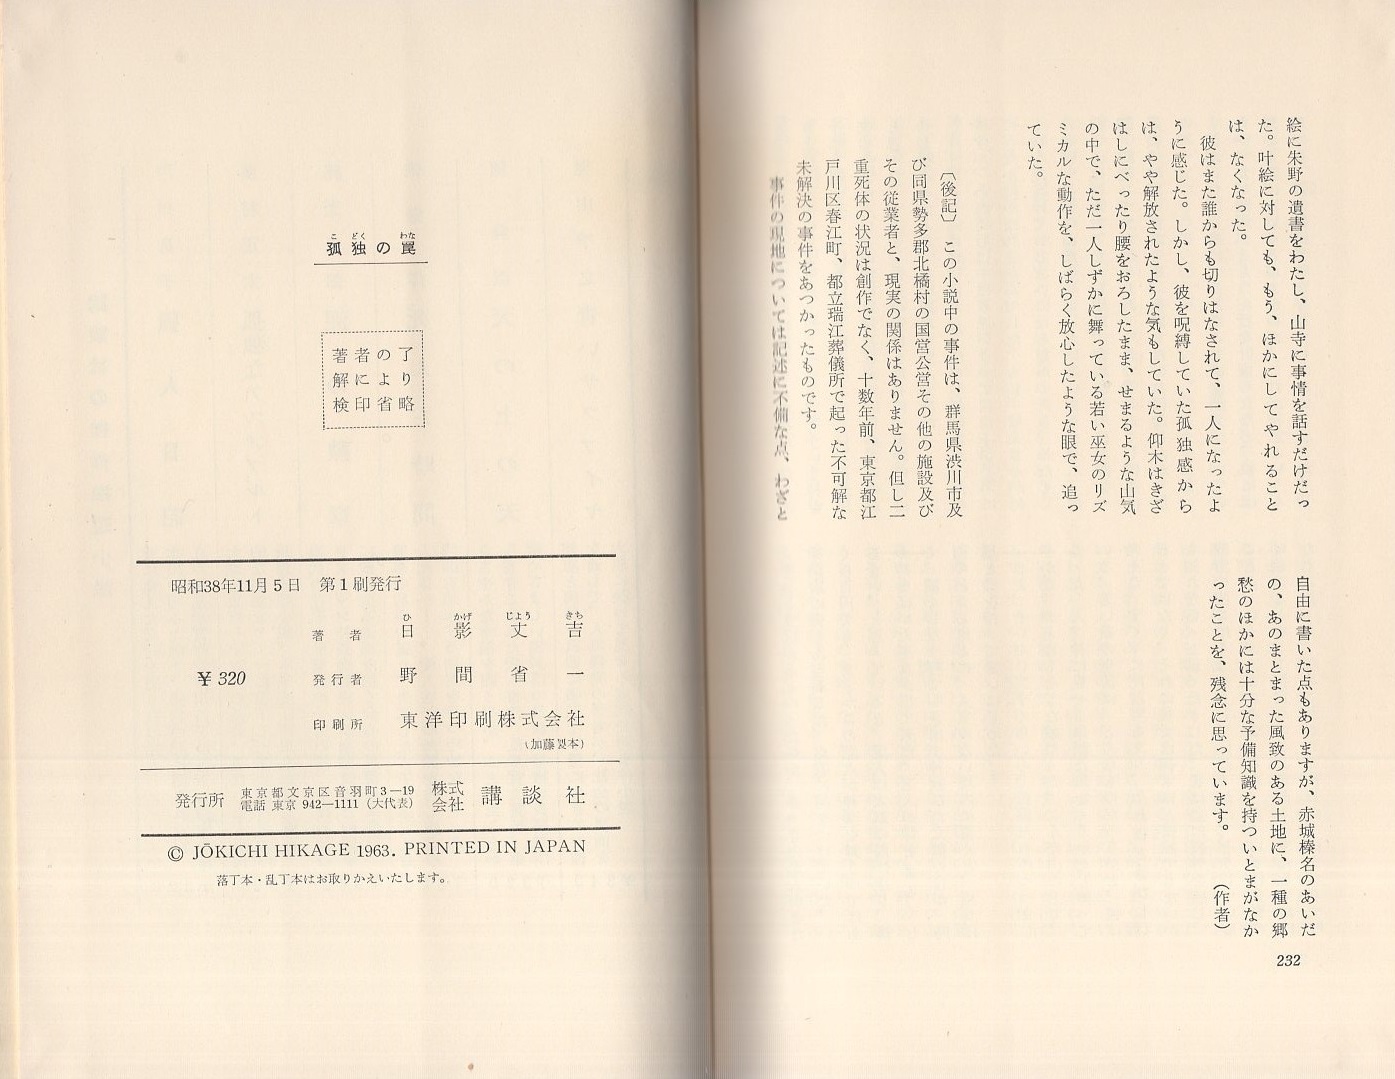 絵に朱野の遺書をわたし、山寺に事情を話すだけだっ
た。叶絵に対しても、もう、ほかにしてやれること
は、なくなった。
彼はまた誰からも切りはなされて、一人になったよ
うに感じた。しかし、彼を呪縛していた孤独感から
は、やや解放されたような気もしていた。仰木はきざ
はしにべったり腰をおろしたまま、せまるような山気
の中で、ただ一人しずかに舞っている若い巫女のリズ
ミカルな動作を、しばらく放心したような眼で、追っ
ていた。
〔後記〕 この小説中の事件は、群馬県渋川市及
び同県勢多郡北橘村の国営公営その他の施設及び
その従業者と、現実の関係はありません。但し二
重死体の状況は創作でなく、十数年前、東京都江
戸川区春江町、都立瑞江葬儀所で起った不可解な
未解決の事件をあつかったものです。
事件の現地については記述に不備な点、わざと
自由に書いた点もありますが、赤城榛名のあいだ
の、あのまとまった風致のある土地に、一種の郷
愁のほかには十分な予備知識を持ついとまがなか
ったことを、残念に思っています。 (作者)
232
孤独の罠
こ どく わな
著者の了
解により
検印省略
昭和38年11月5日 第1刷発行
著者 日影丈吉
ひ かげ じょう きち
¥320
発行者 野間省一
印刷所 東洋印刷株式会社
(加藤製本)
発行所 東京都文京区音羽町3―19
電話 東京 942―1111 (大代表)
株式会社 講談社
© JŌKICHI HIKAGE 1963. PRINTED IN JAPAN
落丁本・乱丁本はお取りかえいたします。